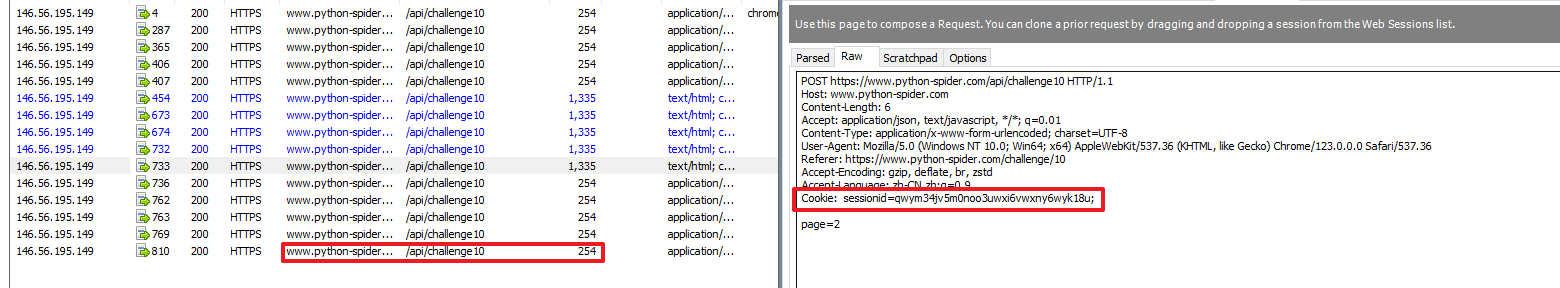 146.56.195.149 4 200 HTTPS www.python-spider... /api/challenge10 254 application/... chrome
146.56.195.149 287 200 HTTPS www.python-spider... /api/challenge10 254 application/...
146.56.195.149 365 200 HTTPS www.python-spider... /api/challenge10 254 application/...
146.56.195.149 406 200 HTTPS www.python-spider... /api/challenge10 254 application/...
146.56.195.149 407 200 HTTPS www.python-spider... /api/challenge10 254 application/...
146.56.195.149 454 200 HTTPS www.python-spider... /api/challenge10 1,335 text/html; c...
146.56.195.149 673 200 HTTPS www.python-spider... /api/challenge10 1,335 text/html; c...
146.56.195.149 674 200 HTTPS www.python-spider... /api/challenge10 1,335 text/html; c...
146.56.195.149 732 200 HTTPS www.python-spider... /api/challenge10 1,335 text/html; c...
146.56.195.149 733 200 HTTPS www.python-spider... /api/challenge10 1,335 text/html; c...
146.56.195.149 736 200 HTTPS www.python-spider... /api/challenge10 254 application/...
146.56.195.149 762 200 HTTPS www.python-spider... /api/challenge10 254 application/...
146.56.195.149 763 200 HTTPS www.python-spider... /api/challenge10 254 application/...
146.56.195.149 769 200 HTTPS www.python-spider... /api/challenge10 254 application/...
146.56.195.149 810 200 HTTPS www.python-spider... /api/challenge10 254 application/...
Use this page to compose a Request. You can clone a prior request by dragging and dropping a session from the Web Sessions list.
Parsed Raw Scratchpad Options
POST https://www.python-spider.com/api/challenge10 HTTP/1.1
Host: www.python-spider.com
Content-Length: 6
Accept: application/json, text/javascript, */*; q=0.01
Content-Type: application/x-www-form-urlencoded; charset=UTF-8
User-Agent: Mozilla/5.0 (Windows NT 10.0; Win64; x64) AppleWebKit/537.36 (KHTML, like Gecko) Chrome/123.0.0.0 Safari/537.36
Referer: https://www.python-spider.com/challenge/10
Accept-Encoding: gzip, deflate, br, zstd
Accept-Language: zh-CN,zh;q=0.9
Cookie: sessionid=qwym34jv5m0noo3uwxi6vwxny6wyk18u;
page=2